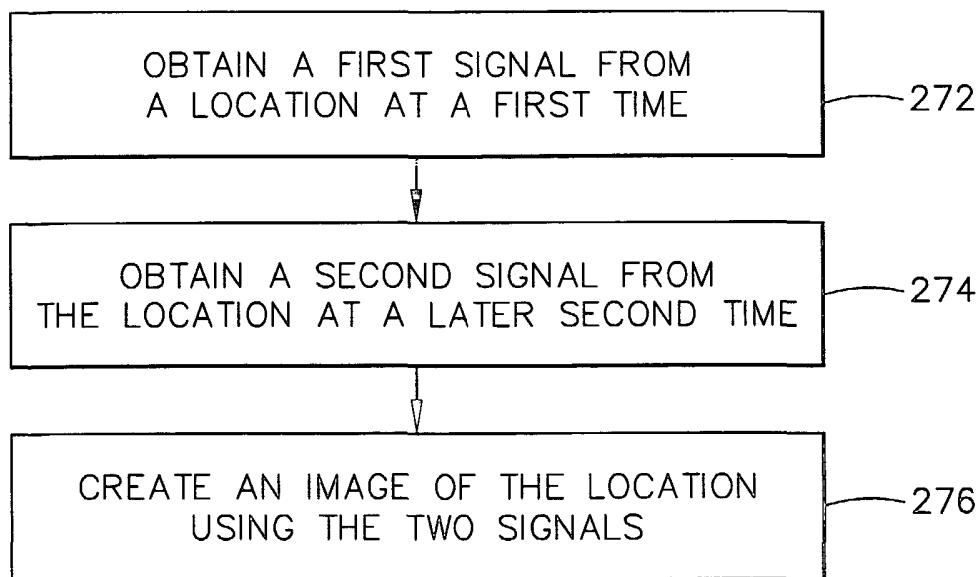 OBTAIN A FIRST SIGNAL FROM
A LOCATION AT A FIRST TIME
272
OBTAIN A SECOND SIGNAL FROM
THE LOCATION AT A LATER SECOND TIME
274
CREATE AN IMAGE OF THE LOCATION
USING THE TWO SIGNALS
276